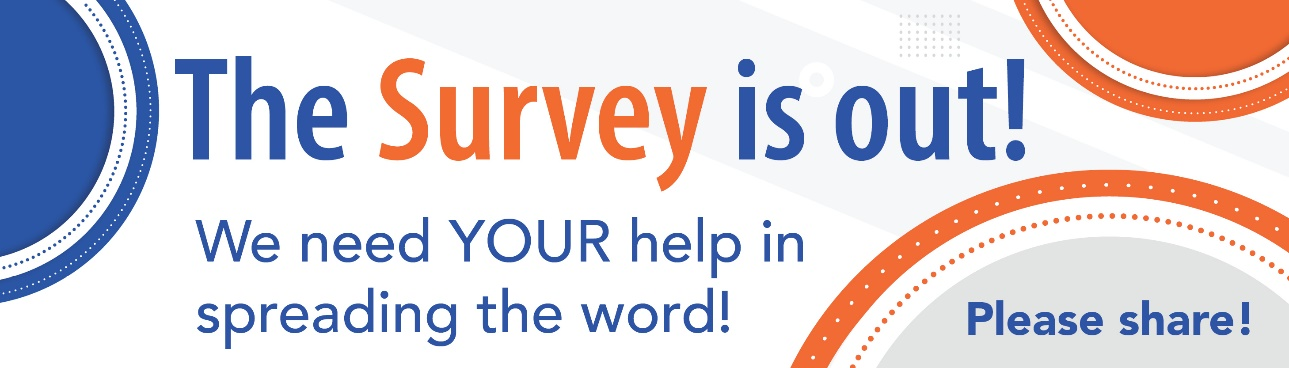 The Survey is out!
We need YOUR help in
spreading the word!
Please share!